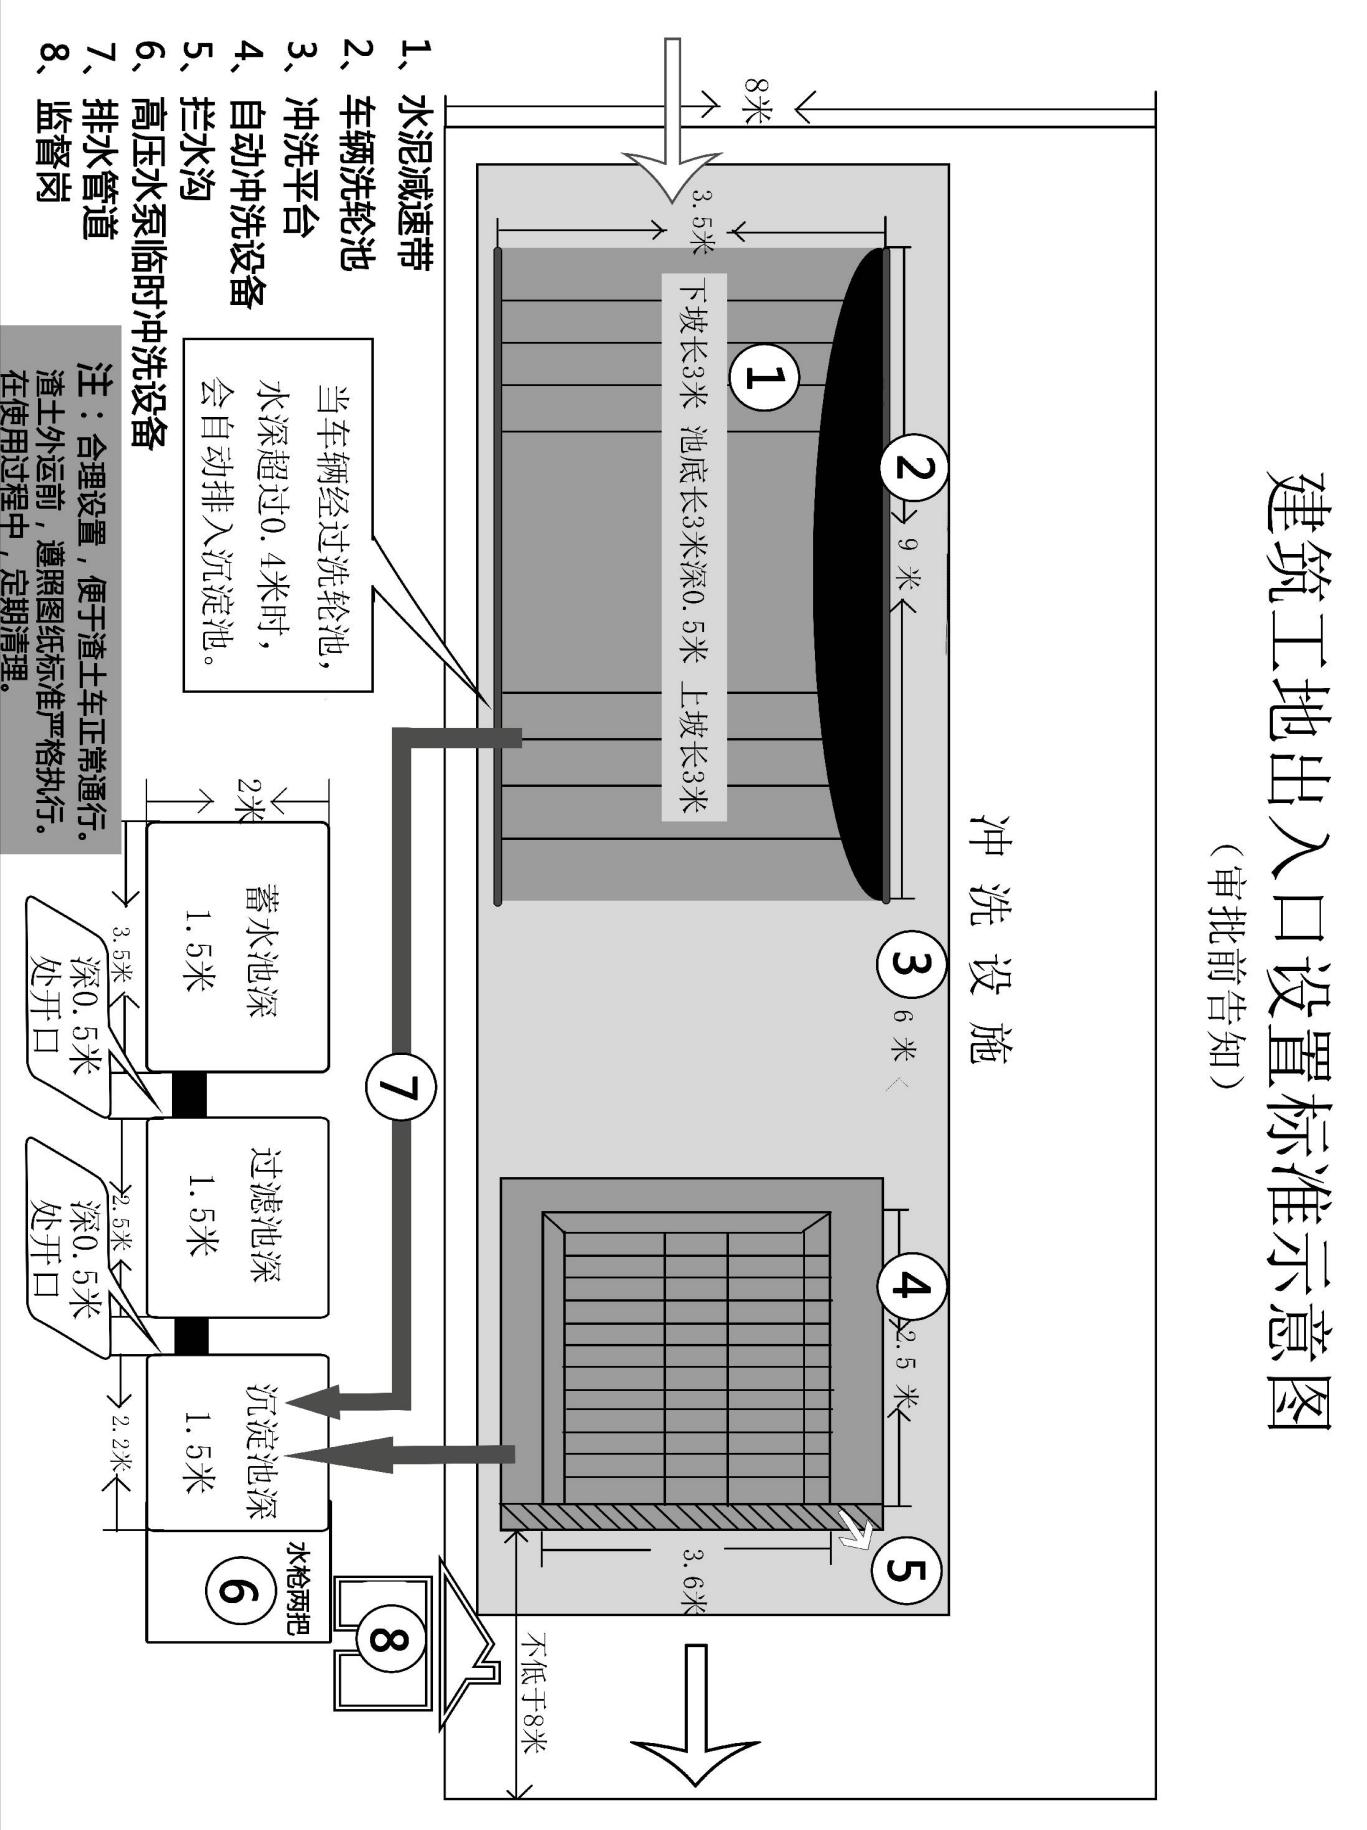 建筑工地出入口设置标准示意图
（审批前告知）
冲洗设施
8米
3.5米
下坡长3米 池底长3米深0.5米 上坡长3米
①
②
9米
③
6米
④
2.5米
⑤
3.6米
不低于8米
当车辆经过洗轮池，
水深超过0.4米时，
会自动排入沉淀池。
⑦
⑧
2米
蓄水池深
1.5米
过滤池深
1.5米
沉淀池深
1.5米
水枪两把
⑥
3.5米
2.5米
2.2米
深0.5米
处开口
深0.5米
处开口
1、水泥减速带
2、车辆洗轮池
3、冲洗平台
4、自动冲洗设备
5、拦水沟
6、高压水泵临时冲洗设备
7、排水管道
8、监督岗
注：合理设置，便于渣土车正常通行。
渣土外运前，遵照图纸标准严格执行。
在使用过程中，定期清理。